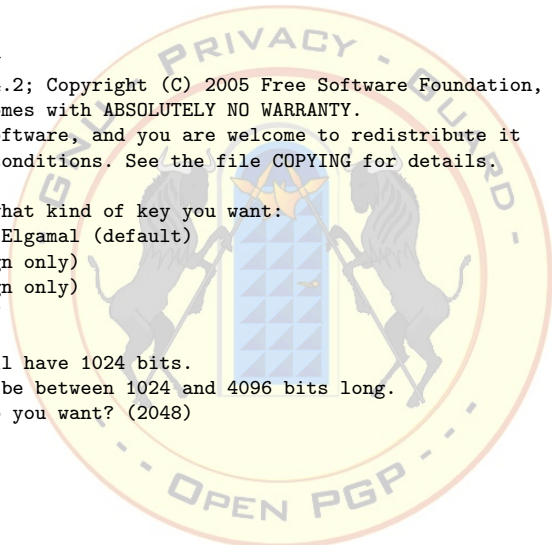 .2; Copyright (C) 2005 Free Software Foundation,
mes with ABSOLUTELY NO WARRANTY.
ftware, and you are welcome to redistribute it
onditions. See the file COPYING for details.
hat kind of key you want:
Elgamal (default)
n only)
n only)
l have 1024 bits.
be between 1024 and 4096 bits long.
you want? (2048)
GNU - PRIVACY - GUARD - - - OPEN PGP - - -